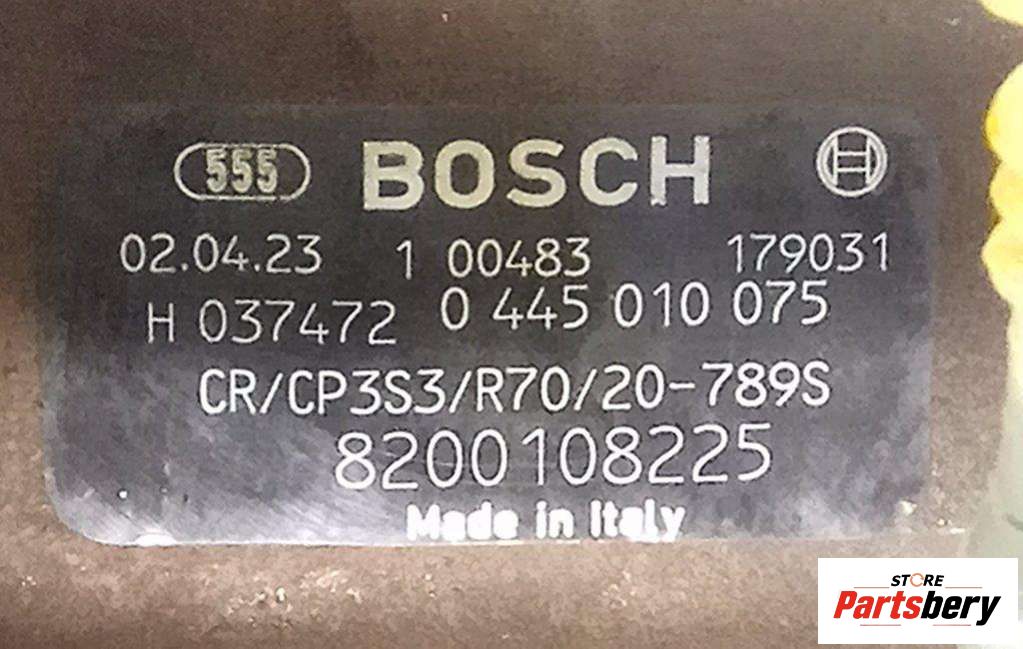 555 BOSCH
02.04.23 1 00483 179031
H 037472 0 445 010 075
CR/CP3S3/R70/20-789S
8200108225
Made in Italy
STORE
Partsbery